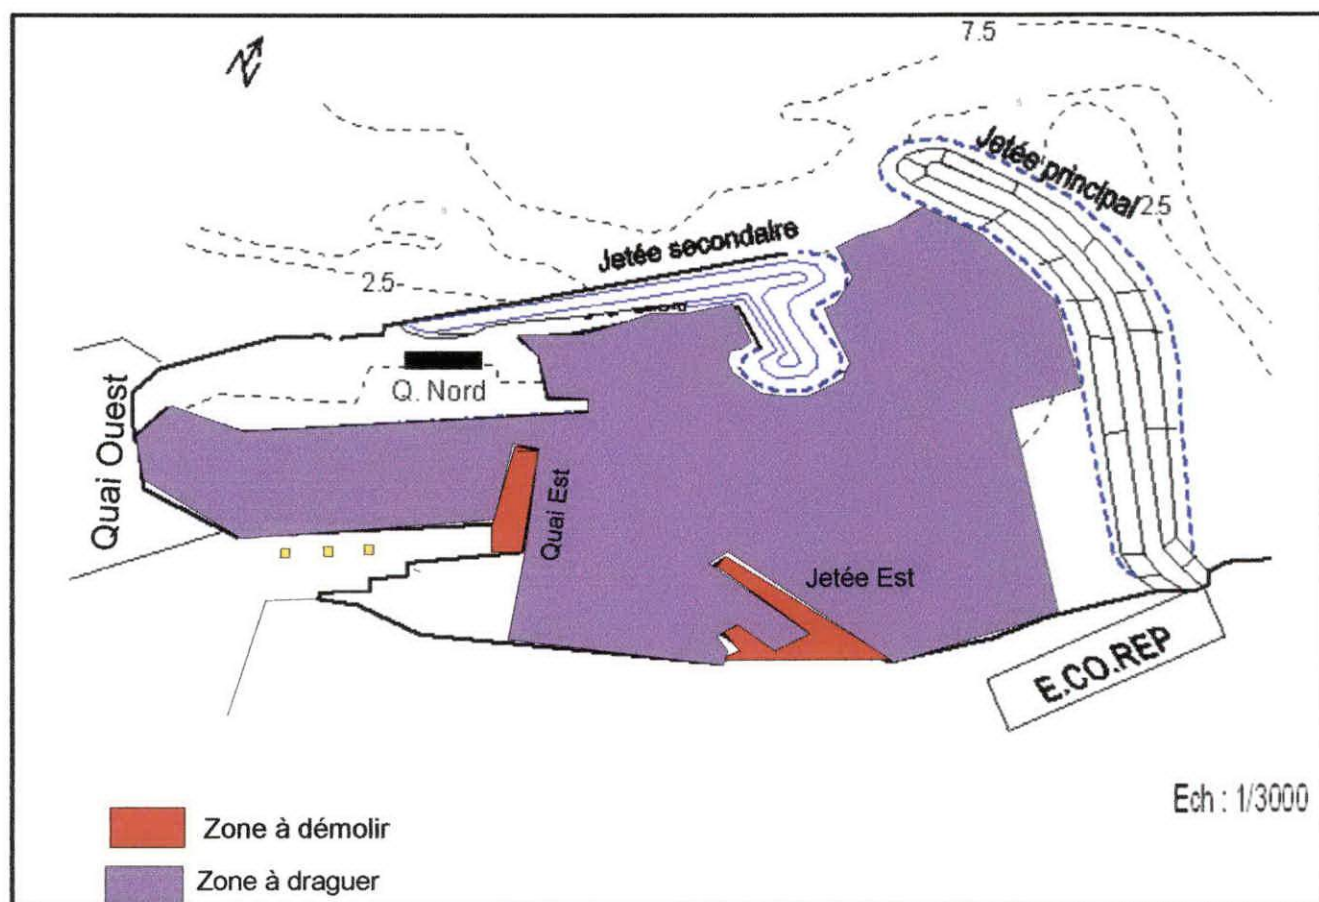 N
7.5
Jetée principal
2.5
Jetée secondaire
2.5
Q. Nord
Quai Ouest
Quai Est
Jetée Est
E.CO.REP
Ech : 1/3000
Zone à démolir
Zone à draguer